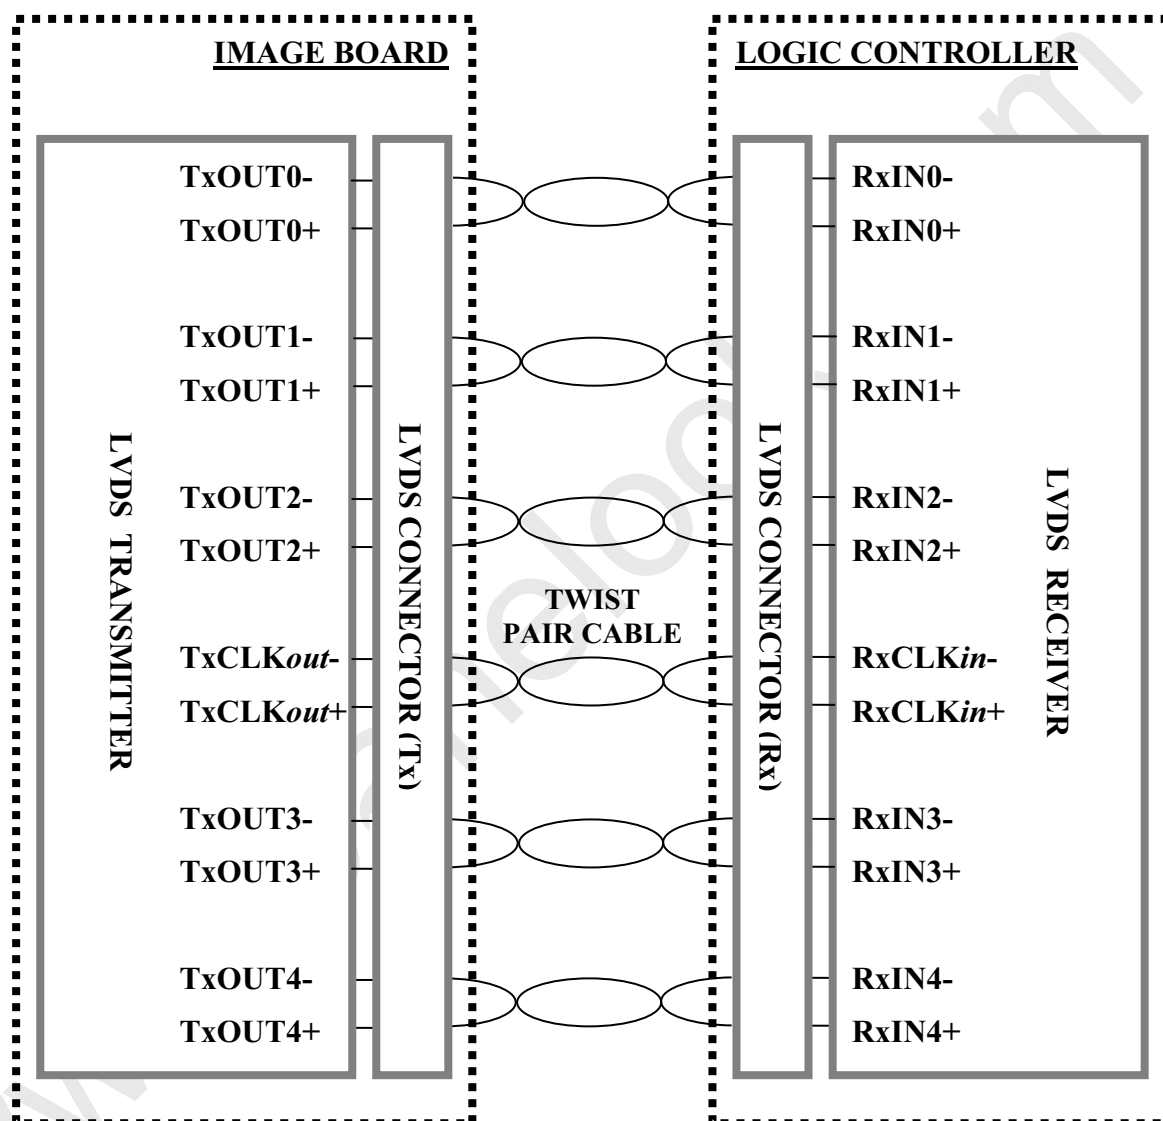 IMAGE BOARD
LOGIC CONTROLLER
LVDS TRANSMITTER
TxOUT0-
TxOUT0+
TxOUT1-
TxOUT1+
TxOUT2-
TxOUT2+
TxCLKout-
TxCLKout+
TxOUT3-
TxOUT3+
TxOUT4-
TxOUT4+
LVDS CONNECTOR (Tx)
TWIST
PAIR CABLE
LVDS CONNECTOR (Rx)
RxIN0-
RxIN0+
RxIN1-
RxIN1+
RxIN2-
RxIN2+
RxCLKin-
RxCLKin+
RxIN3-
RxIN3+
RxIN4-
RxIN4+
LVDS RECEIVER